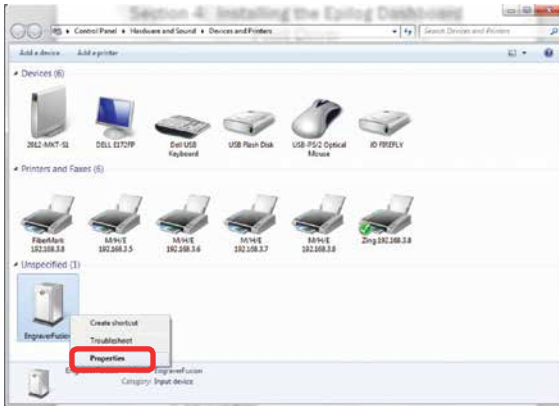 Section 4: Installing the Epilog Dashboard
Control Panel ▸ Hardware and Sound ▸ Devices and Printers
Search Devices and Printers
Add a device Add a printer
Devices (6)
2012-MKT-S1 DELL E172FP Dell USB Keyboard USB Flash Disk USB-PS/2 Optical Mouse JO FIREFLY
Printers and Faxes (6)
FiberMark 192.168.3.8 M/H/E 192.168.3.5 M/H/E 192.168.3.6 M/H/E 192.168.3.7 M/H/E 192.168.3.8 Zing 192.168.3.8
Unspecified (1)
EngraverFusion
Create shortcut
Troubleshoot
Properties
EngraverFusion
Category: Input device